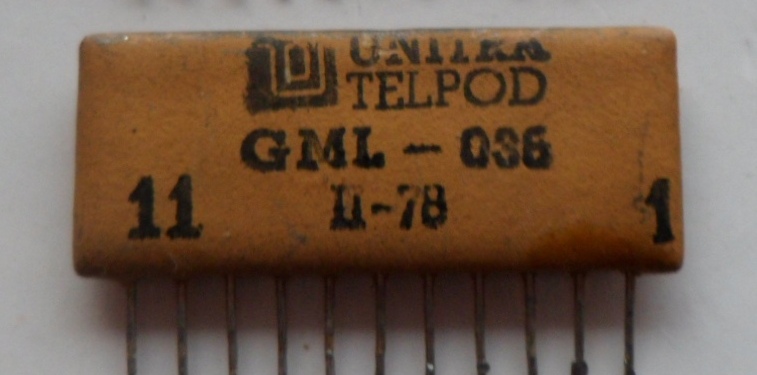 UNITRA
TELPOD
GML - 036
II-78
11 1